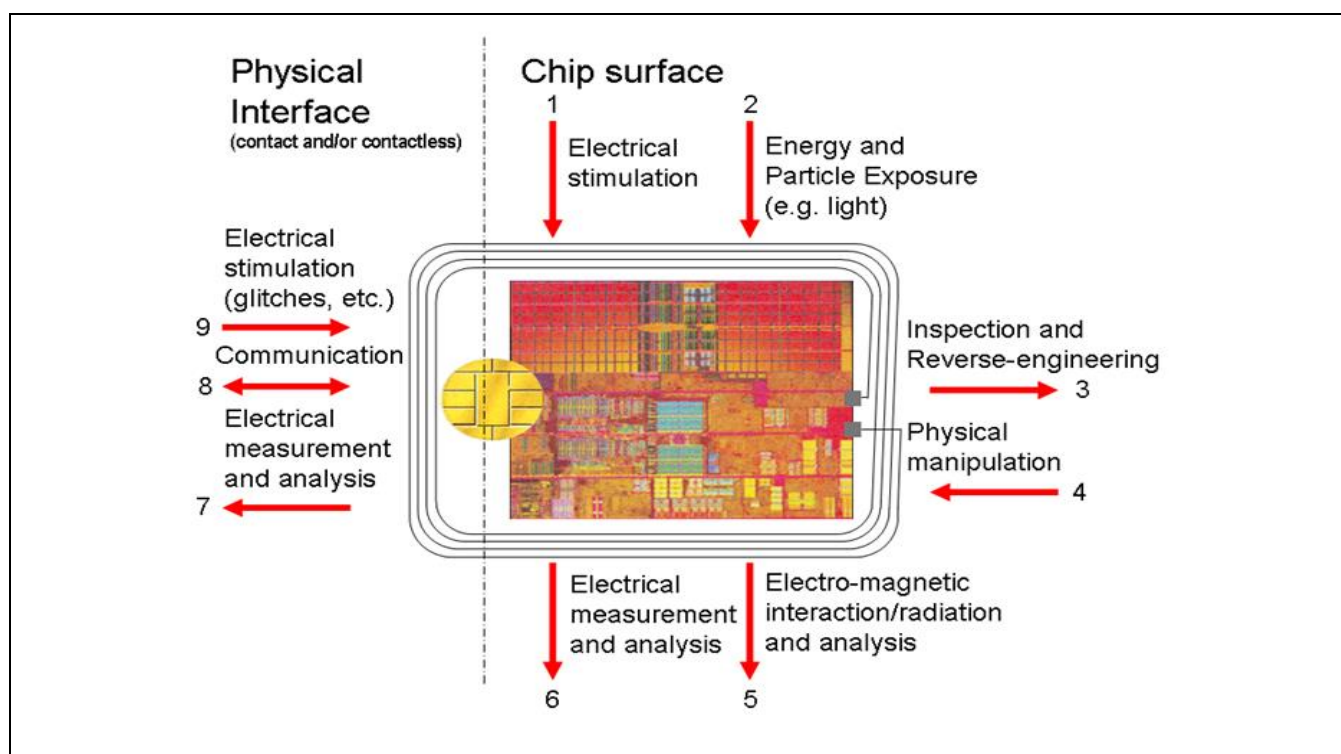 Physical
Interface
(contact and/or contactless)
Chip surface
1
Electrical
stimulation
2
Energy and
Particle Exposure
(e.g. light)
Electrical
stimulation
(glitches, etc.)
9
Communication
8
Electrical
measurement
and analysis
7
Inspection and
Reverse-engineering
3
Physical
manipulation
4
Electrical
measurement
and analysis
6
Electro-magnetic
interaction/radiation
and analysis
5